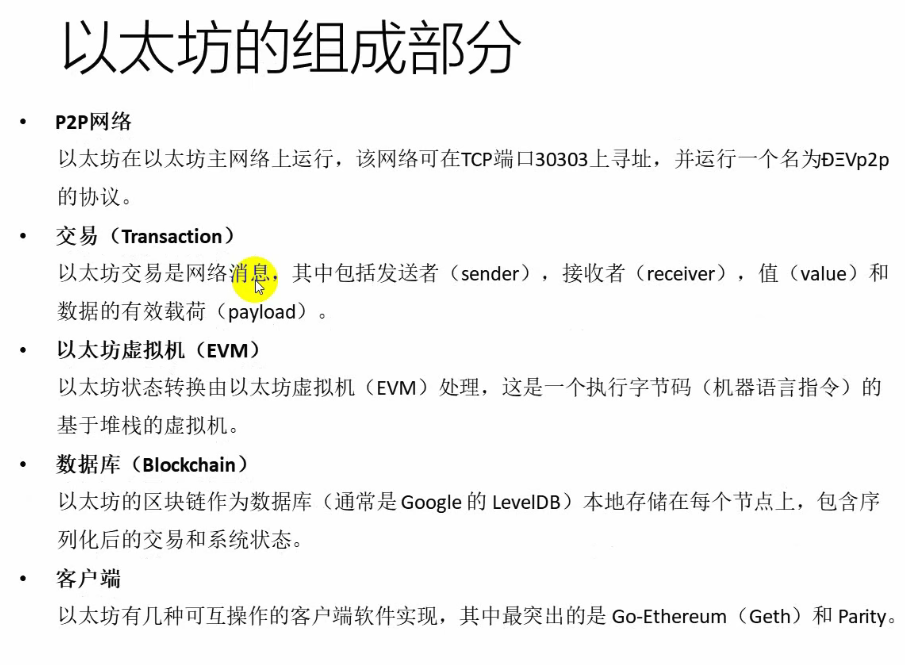 以太坊的组成部分
• P2P网络
以太坊在以太坊主网络上运行，该网络可在TCP端口30303上寻址，并运行一个名为ÐΞVp2p
的协议。
• 交易（Transaction）
以太坊交易是网络消息，其中包括发送者（sender），接收者（receiver），值（value）和
数据的有效载荷（payload）。
• 以太坊虚拟机（EVM）
以太坊状态转换由以太坊虚拟机（EVM）处理，这是一个执行字节码（机器语言指令）的
基于堆栈的虚拟机。
• 数据库（Blockchain）
以太坊的区块链作为数据库（通常是 Google 的 LevelDB）本地存储在每个节点上，包含序
列化后的交易和系统状态。
• 客户端
以太坊有几种可互操作的客户端软件实现，其中最突出的是 Go-Ethereum（Geth）和 Parity。